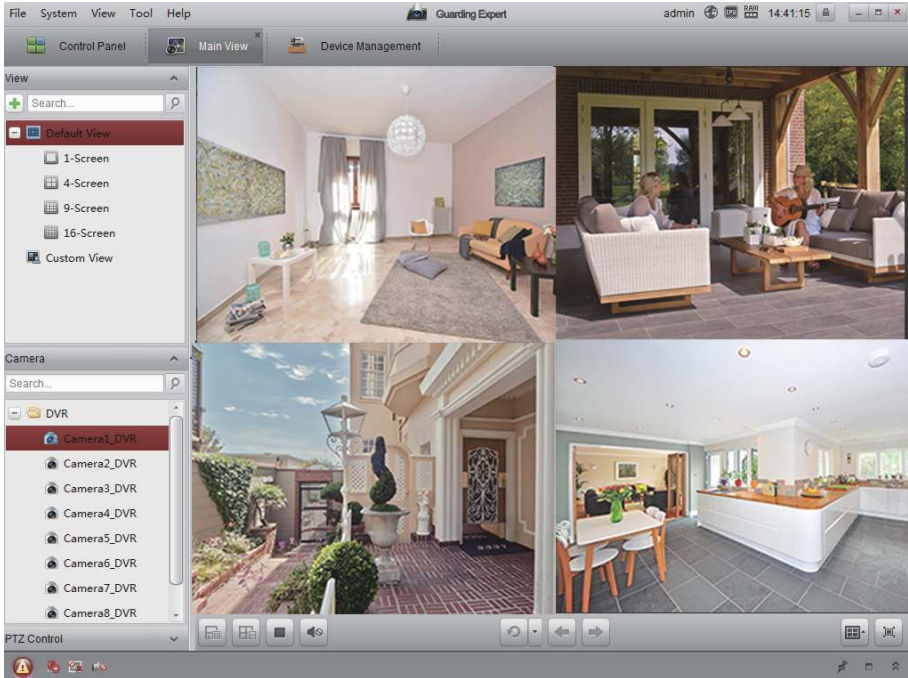 File System View Tool Help
Guarding Expert
admin
RAM
14:41:15
Control Panel
Main View
Device Management
View
Search...
Default View
1-Screen
4-Screen
9-Screen
16-Screen
Custom View
Camera
Search...
DVR
Camera1_DVR
Camera2_DVR
Camera3_DVR
Camera4_DVR
Camera5_DVR
Camera6_DVR
Camera7_DVR
Camera8_DVR
PTZ Control